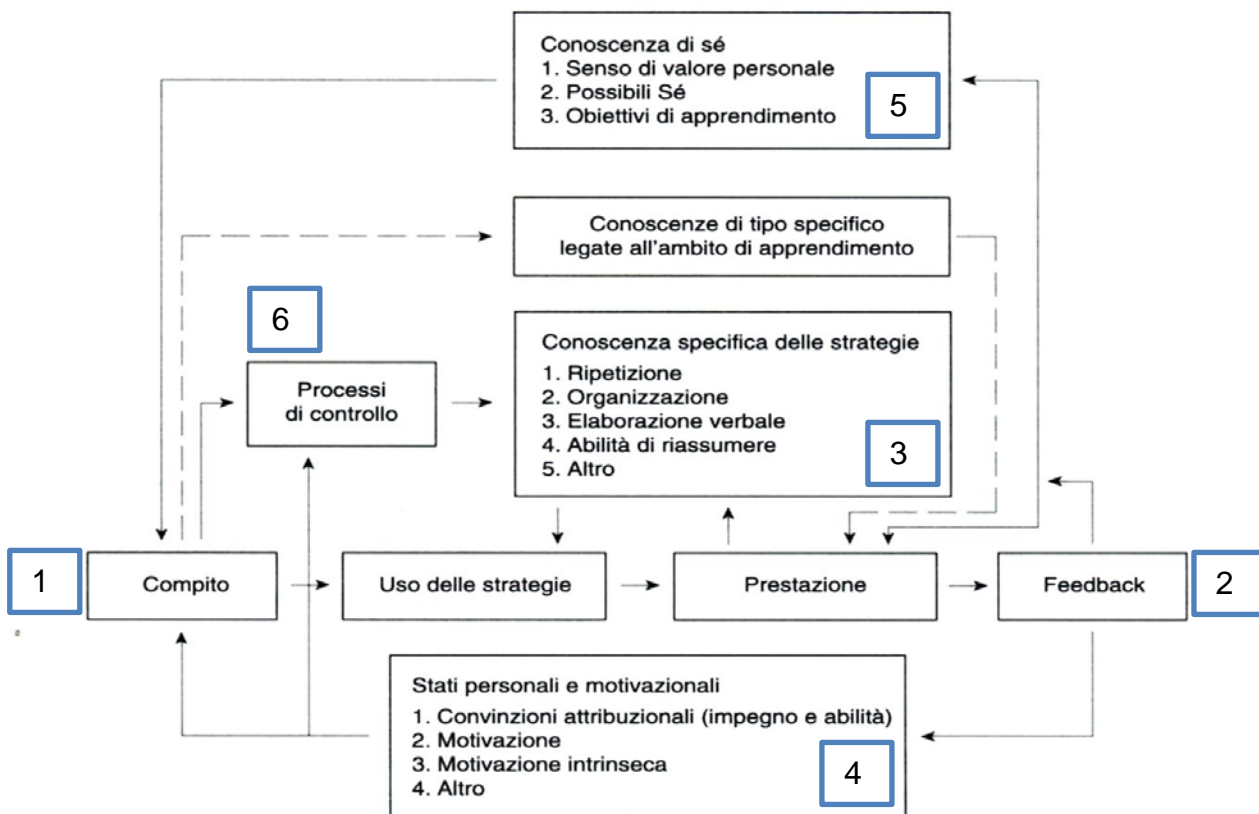 Conoscenza di sé
1. Senso di valore personale
2. Possibili Sé
3. Obiettivi di apprendimento
5
Conoscenze di tipo specifico
legate all'ambito di apprendimento
6
Processi
di controllo
Conoscenza specifica delle strategie
1. Ripetizione
2. Organizzazione
3. Elaborazione verbale
4. Abilità di riassumere
5. Altro
3
1
Compito
Uso delle strategie
Prestazione
Feedback
2
Stati personali e motivazionali
1. Convinzioni attribuzionali (impegno e abilità)
2. Motivazione
3. Motivazione intrinseca
4. Altro
4